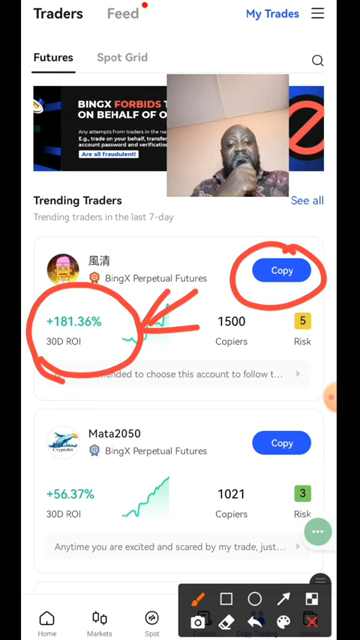 Traders Feed My Trades
Futures Spot Grid
BINGX FORBIDS T
ON BEHALF OF O
Any attempts from traders in the na
E.g., trade on your behalf, transfer
account password and verification
Are all fraudulent!
Trending Traders See all
Trending traders in the last 7-day
風清
BingX Perpetual Futures
Copy
+181.36% 1500 5
30D ROI Copiers Risk
mended to choose this account to follow t...
Mata2050
BingX Perpetual Futures
Copy
+56.37% 1021 3
30D ROI Copiers Risk
Anytime you are excited and scared by my trade, just...
Home Markets Spot Copy Trading